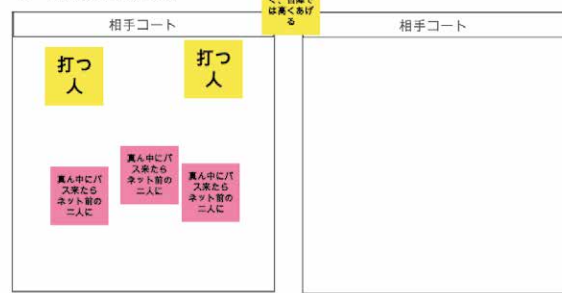 は高くあげ
る
相手コート
相手コート
打つ
人
打つ
人
真ん中にパ
ス来たら
ネット前の
二人に
真ん中にパ
ス来たら
ネット前の
二人に
真ん中にパ
ス来たら
ネット前の
二人に